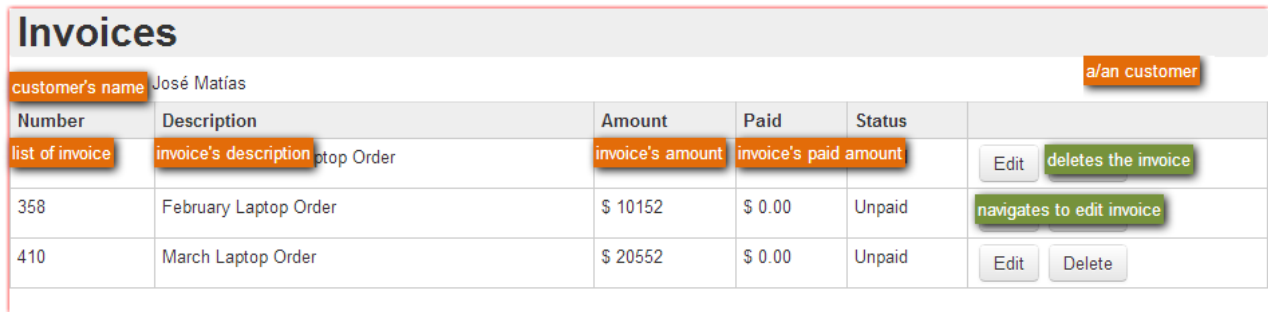 Invoices
a/an customer
customer's name José Matías
Number Description Amount Paid Status
list of invoice invoice's description ptop Order invoice's amount invoice's paid amount Edit deletes the invoice
358 February Laptop Order $ 10152 $ 0.00 Unpaid navigates to edit invoice
410 March Laptop Order $ 20552 $ 0.00 Unpaid Edit Delete